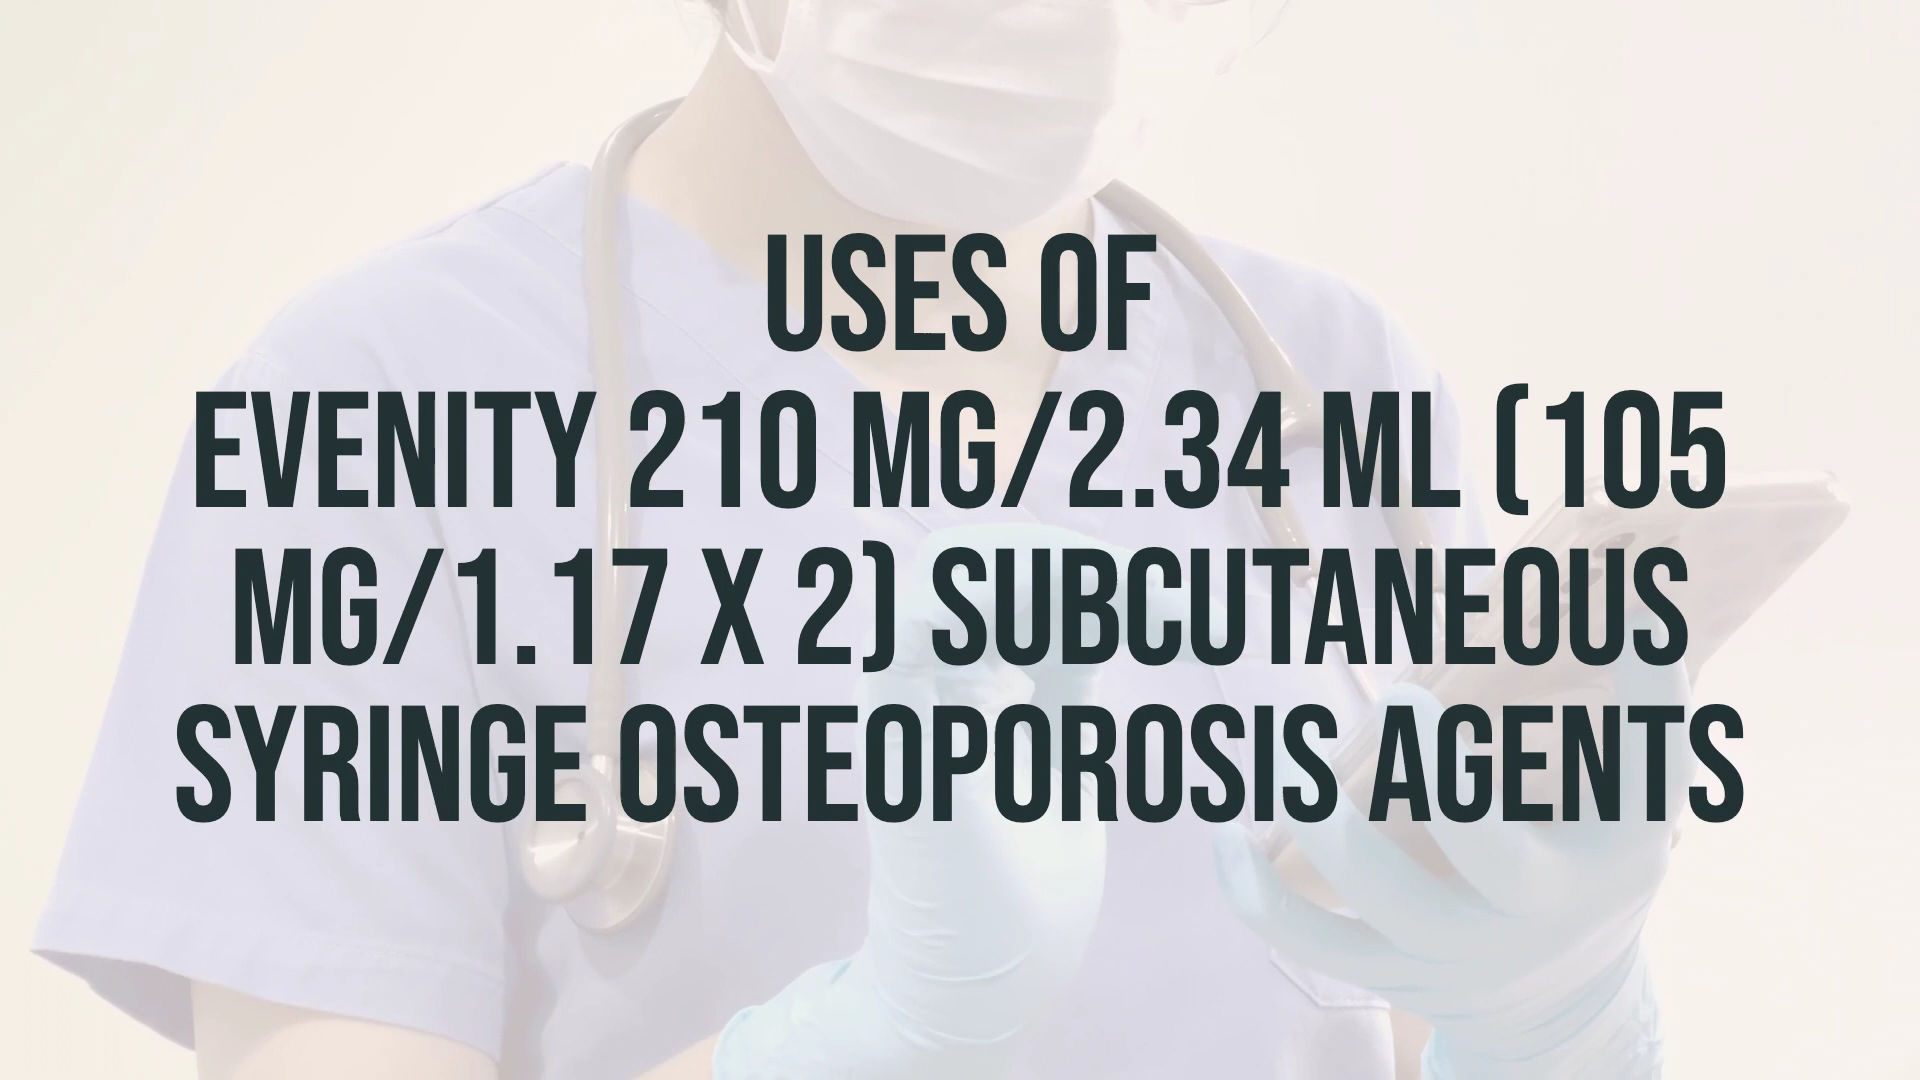 USES OF
EVENITY 210 MG/2.34 ML (105
MG/1.17 X 2) SUBCUTANEOUS
SYRINGE OSTEOPOROSIS AGENTS